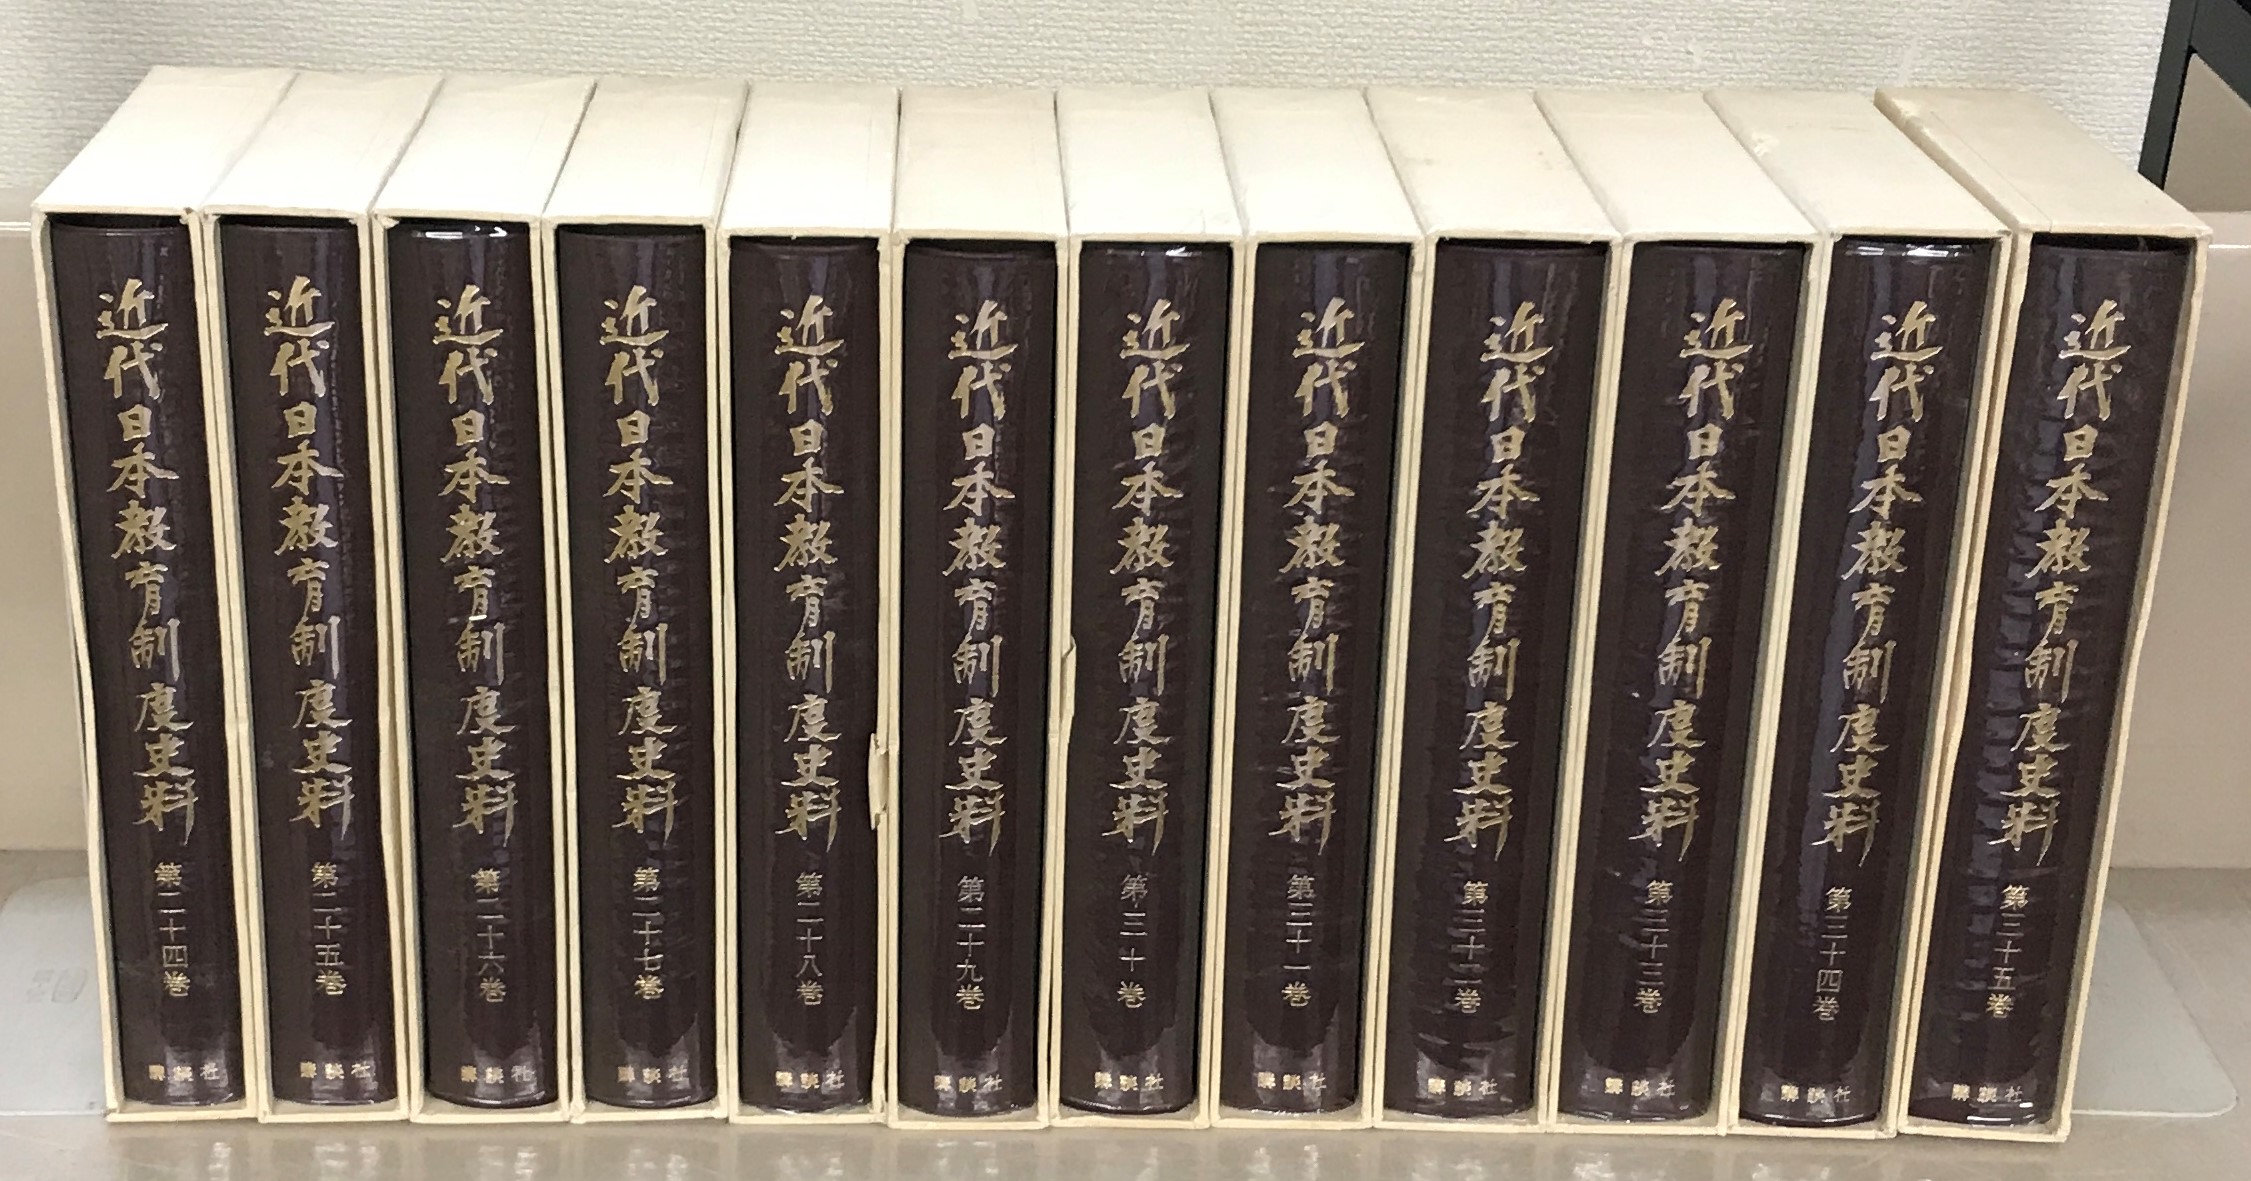 近代日本教育制度史料
第二十四巻
講談社
近代日本教育制度史料
第二十五巻
講談社
近代日本教育制度史料
第二十六巻
講談社
近代日本教育制度史料
第二十七巻
講談社
近代日本教育制度史料
第二十八巻
講談社
近代日本教育制度史料
第二十九巻
講談社
近代日本教育制度史料
第三十巻
講談社
近代日本教育制度史料
第三十一巻
講談社
近代日本教育制度史料
第三十二巻
講談社
近代日本教育制度史料
第三十三巻
講談社
近代日本教育制度史料
第三十四巻
講談社
近代日本教育制度史料
第三十五巻
講談社